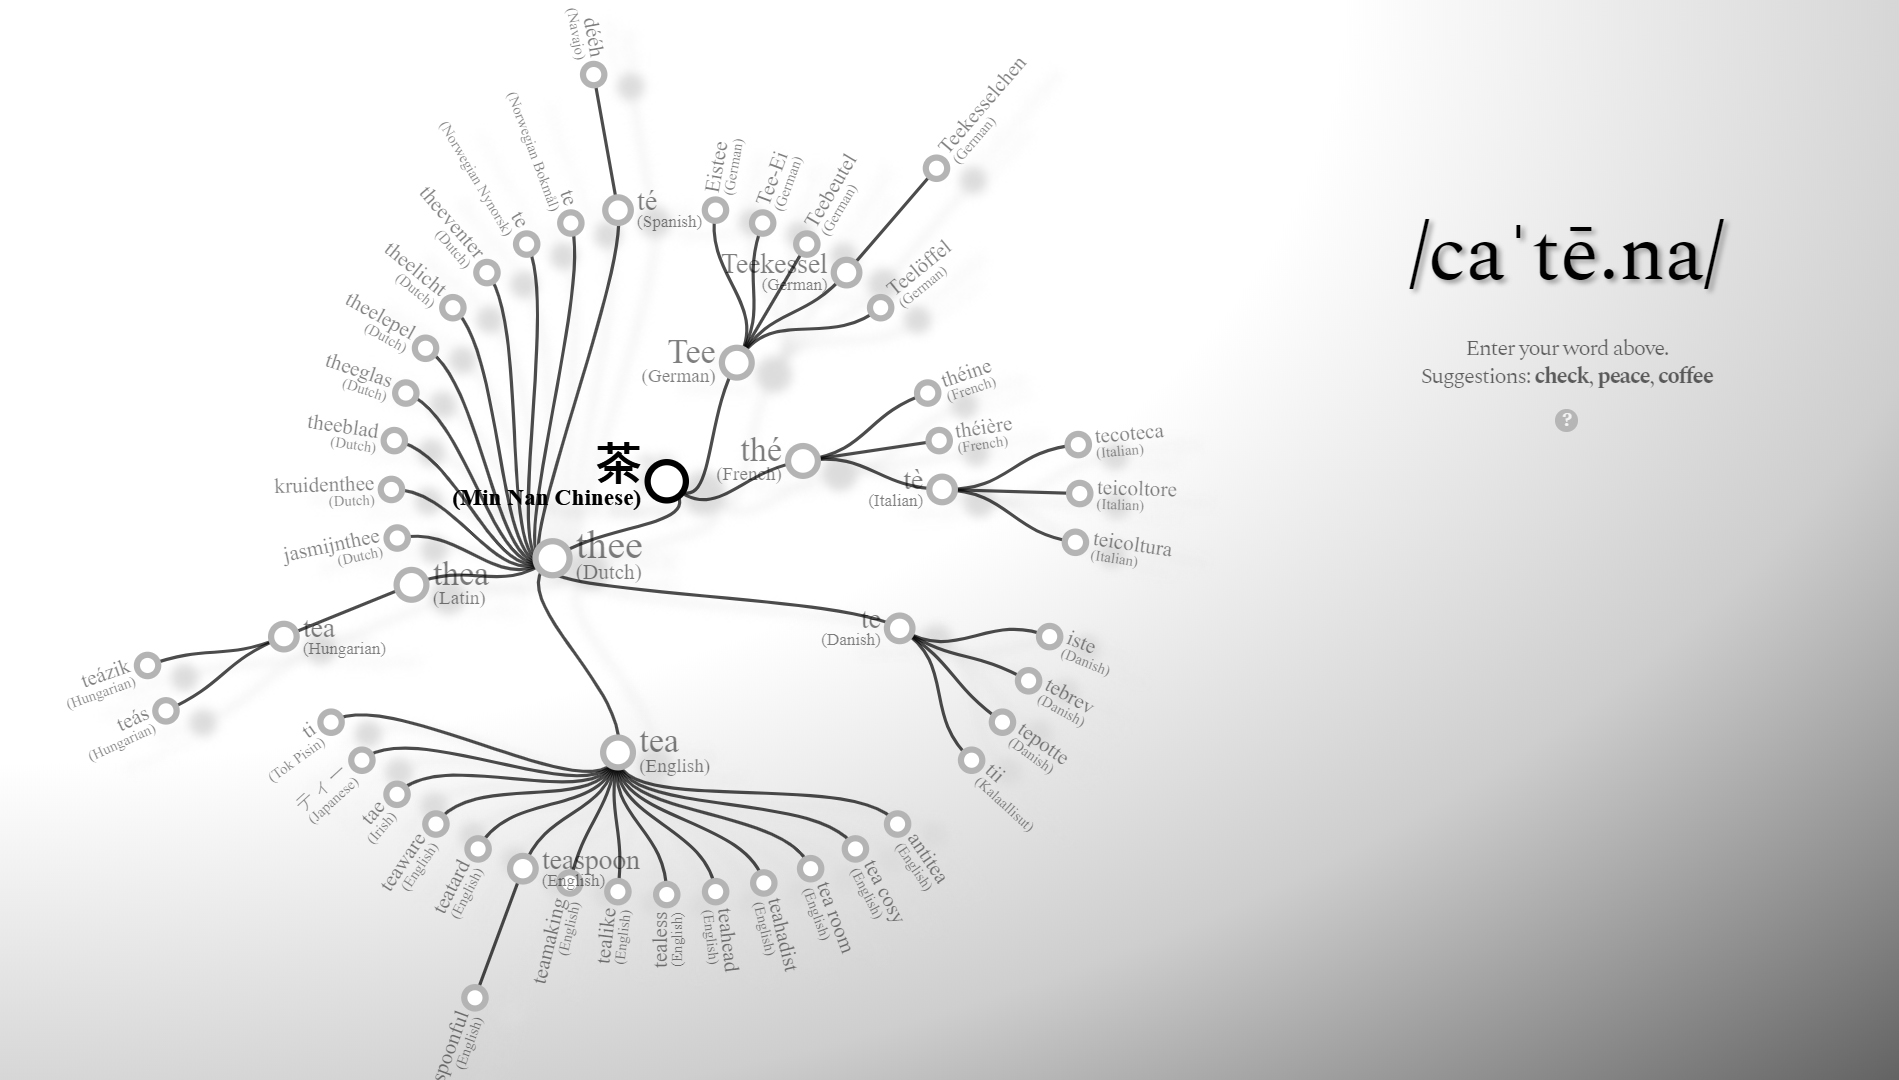 dééh
(Navajo)
té
(Spanish)
(Norwegian Bokmål)
te
(Norwegian Nynorsk)
te
theeventer
(Dutch)
theelicht
(Dutch)
theelepel
(Dutch)
theeglas
(Dutch)
theeblad
(Dutch)
kruidenthee
(Dutch)
jasmijnthee
(Dutch)
Eistee
(German)
Tee-Ei
(German)
Teebeutel
(German)
Teekesselchen
(German)
Teekessel
(German)
Teelöffel
(German)
Tee
(German)
茶
(Min Nan Chinese)
thé
(French)
théine
(French)
théière
(French)
tè
(Italian)
tecoteca
(Italian)
teicoltore
(Italian)
teicoltura
(Italian)
thee
(Dutch)
thea
(Latin)
tea
(Hungarian)
teázik
(Hungarian)
teás
(Hungarian)
te
(Danish)
iste
(Danish)
tebrev
(Danish)
tepotte
(Danish)
tii
(Kalaallisut)
tea
(English)
ti
(Tok Pisin)
ティー
(Japanese)
tae
(Irish)
teaware
(English)
teatard
(English)
teaspoon
(English)
spoonful
(English)
teamaking
(English)
tealike
(English)
tealess
(English)
teahead
(English)
teahadist
(English)
tea room
(English)
tea cosy
(English)
antitea
(English)
/caˈtē.na/
Enter your word above.
Suggestions: check, peace, coffee
?